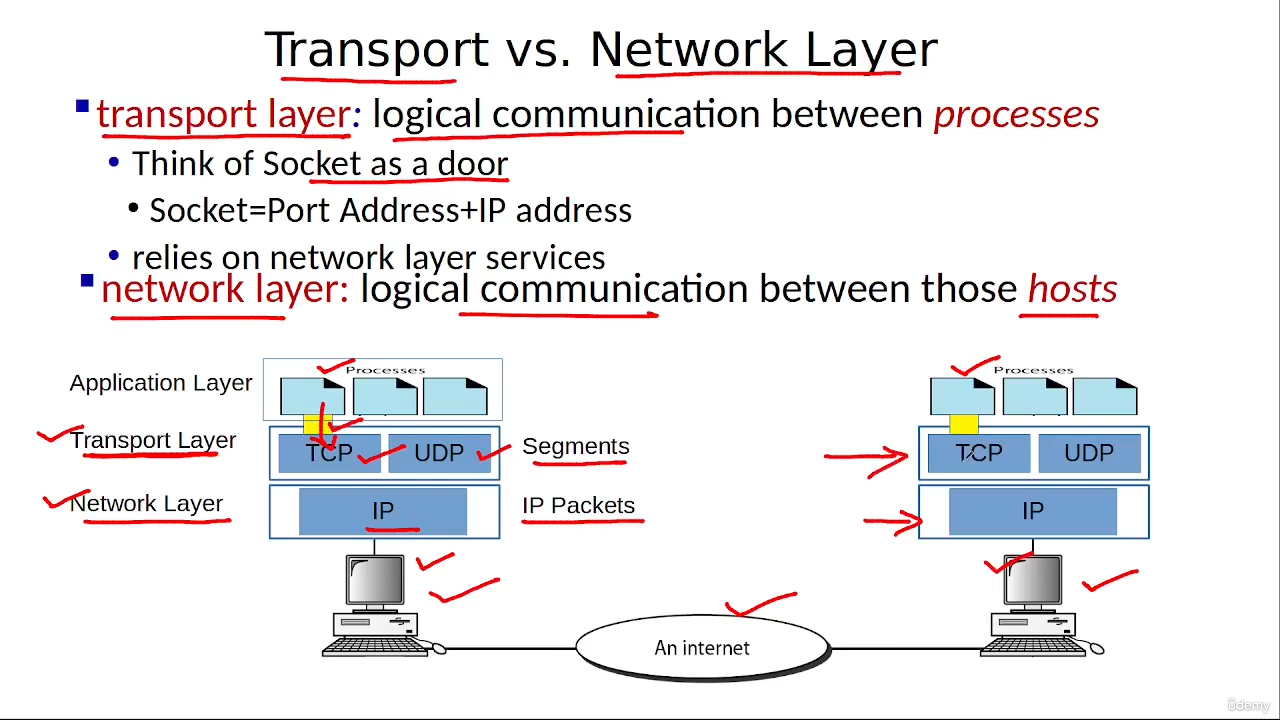 Transport vs. Network Layer
transport layer: logical communication between processes
Think of Socket as a door
Socket=Port Address+IP address
relies on network layer services
network layer: logical communication between those hosts
Application Layer
Processes
Processes
Transport Layer
TCP
UDP
Segments
TCP
UDP
Network Layer
IP
IP Packets
IP
An internet
ûdemy